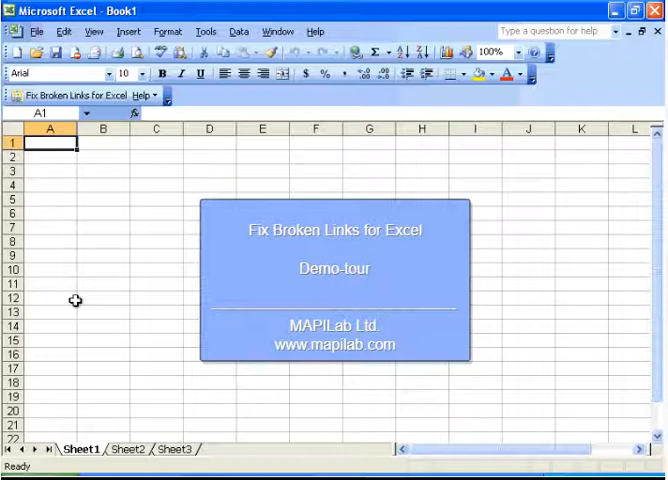 Microsoft Excel - Book1
File Edit View Insert Format Tools Data Window Help
Type a question for help
100%
Arial 10 B I U $ % ,
Fix Broken Links for Excel Help
A1 fx
A B C D E F G H I J K L
1
2
3
4
5
6
7
8
9
10
11
12
13
14
15
16
17
18
19
20
21
22
Fix Broken Links for Excel
Demo-tour
MAPILab Ltd.
www.mapilab.com
Sheet1 Sheet2 Sheet3
Ready